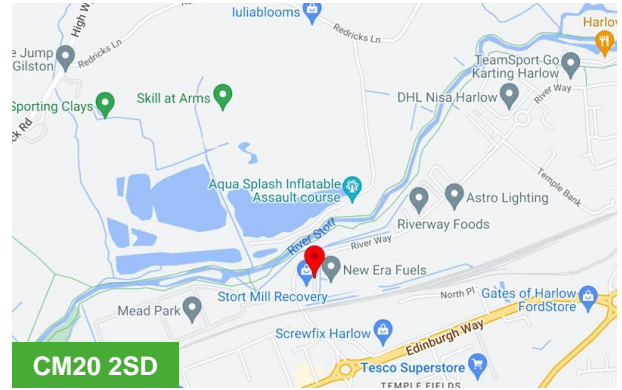 Iuliablooms
Redricks Ln
High W
Redricks Ln
e Jump
Gilston
Harlow
TeamSport Go
Karting Harlow
Sporting Clays
Skill at Arms
DHL Nisa Harlow
River Way
ck Rd
Temple Bank
Aqua Splash Inflatable
Assault course
Astro Lighting
Riverway Foods
River Stort
River Way
New Era Fuels
Stort Mill Recovery
North Pl
Gates of Harlow
FordStore
Mead Park
Screwfix Harlow
Edinburgh Way
Tesco Superstore
TEMPLE FIELDS
CM20 2SD